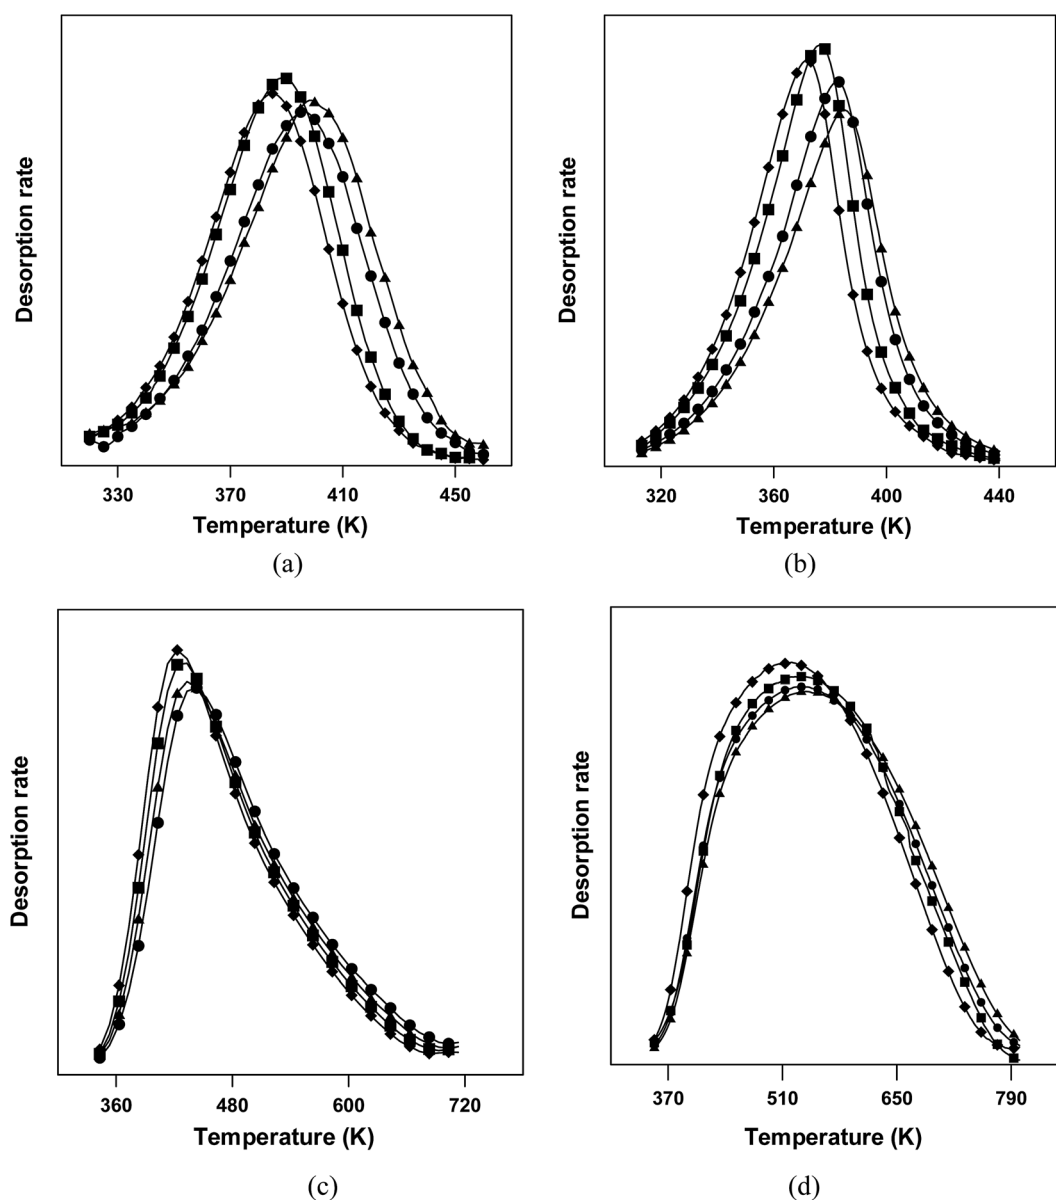 Desorption rate
330 370 410 450
Temperature (K)
(a)
Desorption rate
320 360 400 440
Temperature (K)
(b)
Desorption rate
360 480 600 720
Temperature (K)
(c)
Desorption rate
370 510 650 790
Temperature (K)
(d)